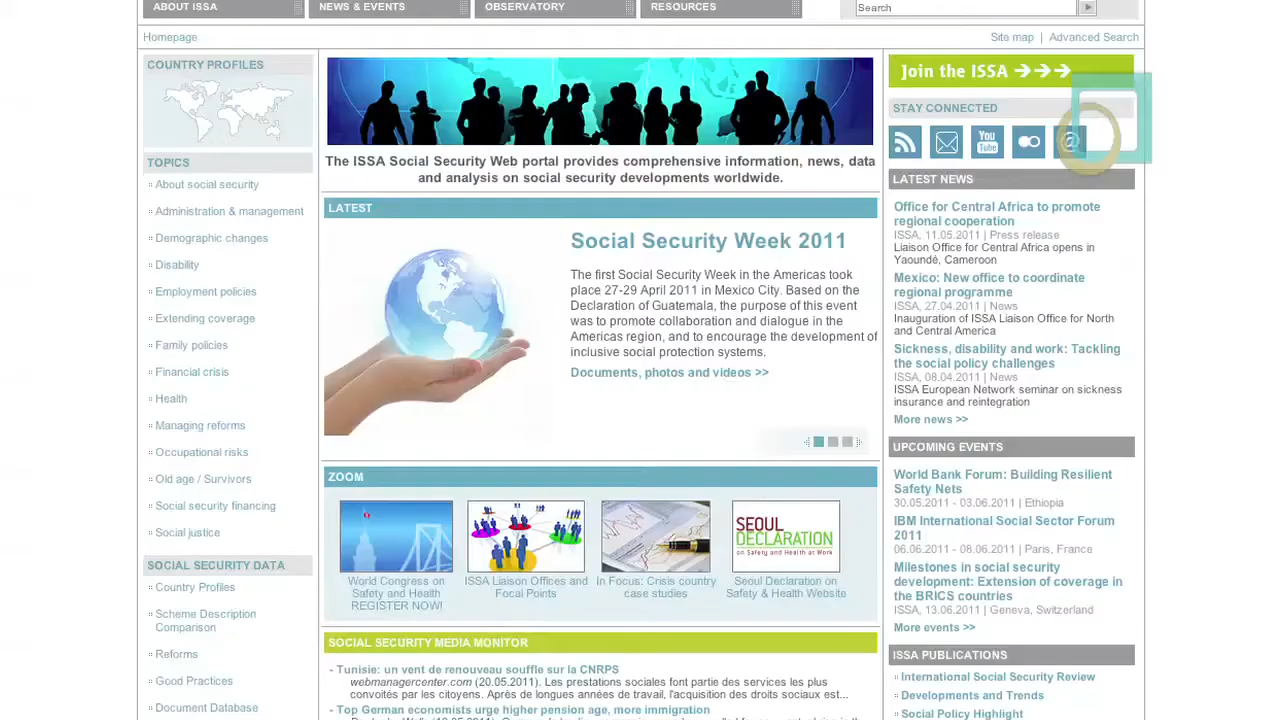 ABOUT ISSA
NEWS & EVENTS
OBSERVATORY
RESOURCES
Search
Homepage
Site map | Advanced Search
COUNTRY PROFILES
TOPICS
About social security
Administration & management
Demographic changes
Disability
Employment policies
Extending coverage
Family policies
Financial crisis
Health
Managing reforms
Occupational risks
Old age / Survivors
Social security financing
Social justice
SOCIAL SECURITY DATA
Country Profiles
Scheme Description
Comparison
Reforms
Good Practices
Document Database
The ISSA Social Security Web portal provides comprehensive information, news, data
and analysis on social security developments worldwide.
LATEST
Social Security Week 2011
The first Social Security Week in the Americas took
place 27-29 April 2011 in Mexico City. Based on the
Declaration of Guatemala, the purpose of this event
was to promote collaboration and dialogue in the
Americas region, and to encourage the development of
inclusive social protection systems.
Documents, photos and videos >>
ZOOM
SEOUL
DECLARATION
on Safety and Health at Work
World Congress on
Safety and Health
REGISTER NOW!
ISSA Liaison Offices and
Focal Points
In Focus: Crisis country
case studies
Seoul Declaration on
Safety & Health Website
SOCIAL SECURITY MEDIA MONITOR
- Tunisie: un vent de renouveau souffle sur la CNRPS
webmanagercenter.com (20.05.2011). Les prestations sociales font partie des services les plus
convoités par les citoyens. Après de longues années de travail, l'acquisition des droits sociaux est...
- Top German economists urge higher pension age, more immigration
Join the ISSA
STAY CONNECTED
You
Tube
@
LATEST NEWS
Office for Central Africa to promote
regional cooperation
ISSA, 11.05.2011 | Press release
Liaison Office for Central Africa opens in
Yaoundé, Cameroon
Mexico: New office to coordinate
regional programme
ISSA, 27.04.2011 | News
Inauguration of ISSA Liaison Office for North
and Central America
Sickness, disability and work: Tackling
the social policy challenges
ISSA, 08.04.2011 | News
ISSA European Network seminar on sickness
insurance and reintegration
More news >>
UPCOMING EVENTS
World Bank Forum: Building Resilient
Safety Nets
30.05.2011 - 03.06.2011 | Ethiopia
IBM International Social Sector Forum
2011
06.06.2011 - 08.06.2011 | Paris, France
Milestones in social security
development: Extension of coverage in
the BRICS countries
ISSA, 13.06.2011 | Geneva, Switzerland
More events >>
ISSA PUBLICATIONS
International Social Security Review
Developments and Trends
Social Policy Highlight